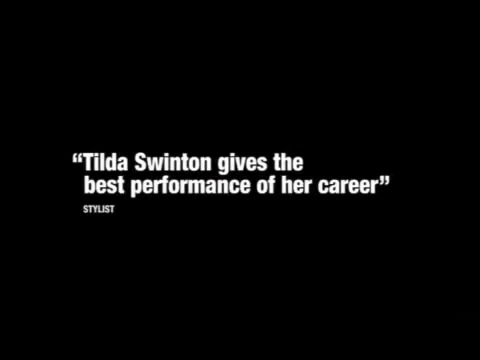 “Tilda Swinton gives the
best performance of her career”
STYLIST